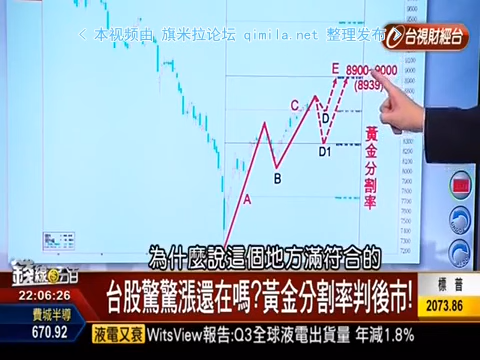 < 本视频由 旗米拉论坛 qimila.net 整理发布
台視財經台
E 8900~9000
(8939)
C
D
D1
B
A
黃金分割率
為什麼說這個地方滿符合的
錢線百分百
22:06:26
台股驚驚漲還在嗎?黃金分割率判後市!
標普
2073.86
費城半導
670.92
液電又衰
WitsView報告:Q3全球液電出貨量 年減1.8%